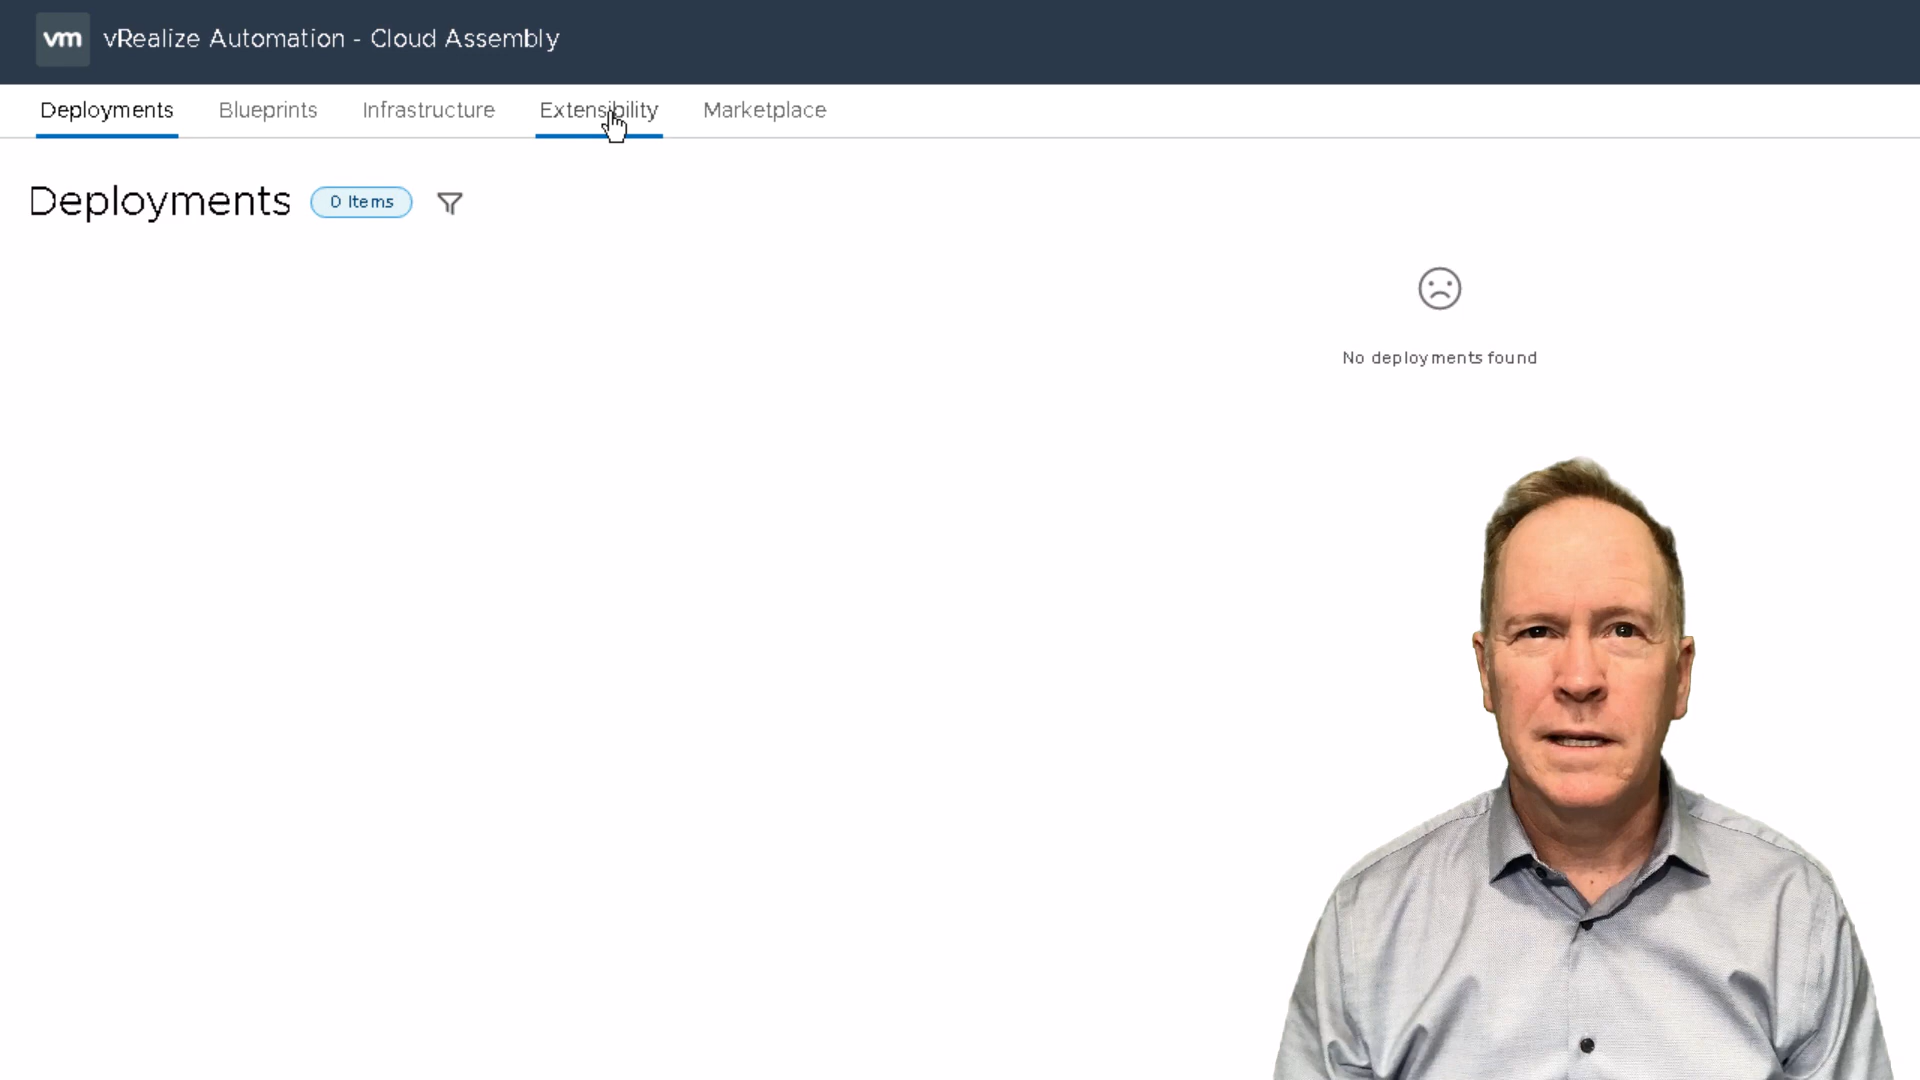 vm vRealize Automation - Cloud Assembly
Deployments Blueprints Infrastructure Extensibility Marketplace
Deployments 0 Items
No deployments found